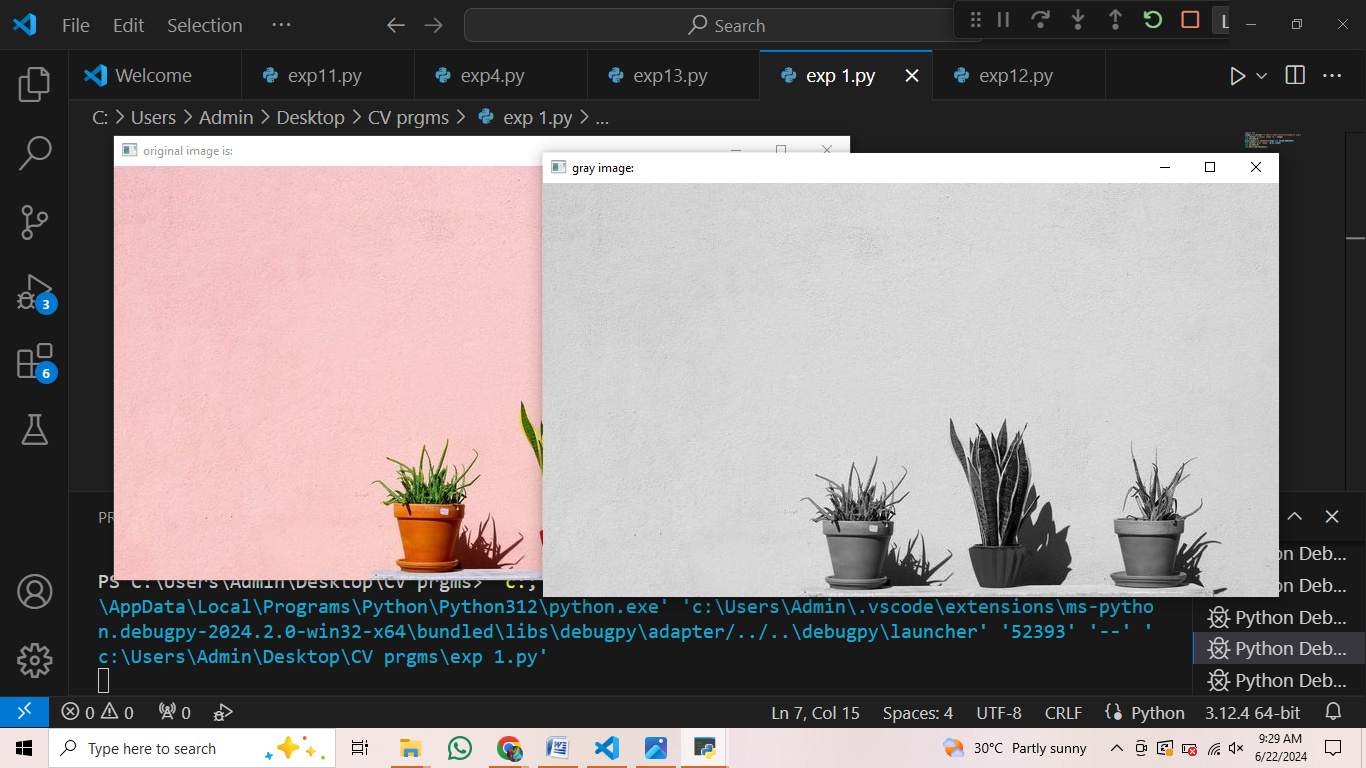 File Edit Selection ··· Search
L
Welcome exp11.py exp4.py exp13.py exp 1.py exp12.py
C: > Users > Admin > Desktop > CV prgms > exp 1.py > ...
original image is:
gray image:
3
6
PS C:\Users\Admin\Desktop\CV prgms>
\AppData\Local\Programs\Python\Python312\python.exe' 'c:\Users\Admin\.vscode\extensions\ms-pytho
n.debugpy-2024.2.0-win32-x64\bundled\libs\debugpy\adapter/../..\debugpy\launcher' '52393' '--' '
c:\Users\Admin\Desktop\CV prgms\exp 1.py'
Python Deb...
Python Deb...
Python Deb...
Python Deb...
Python Deb...
0 0 0 Ln 7, Col 15 Spaces: 4 UTF-8 CRLF Python 3.12.4 64-bit
Type here to search 30°C Partly sunny 9:29 AM
6/22/2024